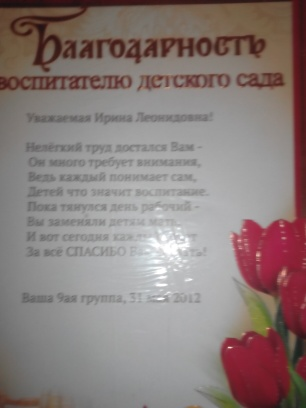 Благодарность
воспитателю детского сада
Уважаемая Ирина Леонидовна!
Нелёгкий труд достался Вам -
Он много требует внимания,
Ведь каждый понимает сам,
Детей что значит воспитание.
Пока тянулся день рабочий -
Вы заменяли детям мать,
И вот сегодня
За всё СПАСИБО
Ваша 9ая группа, 31 мая 2012